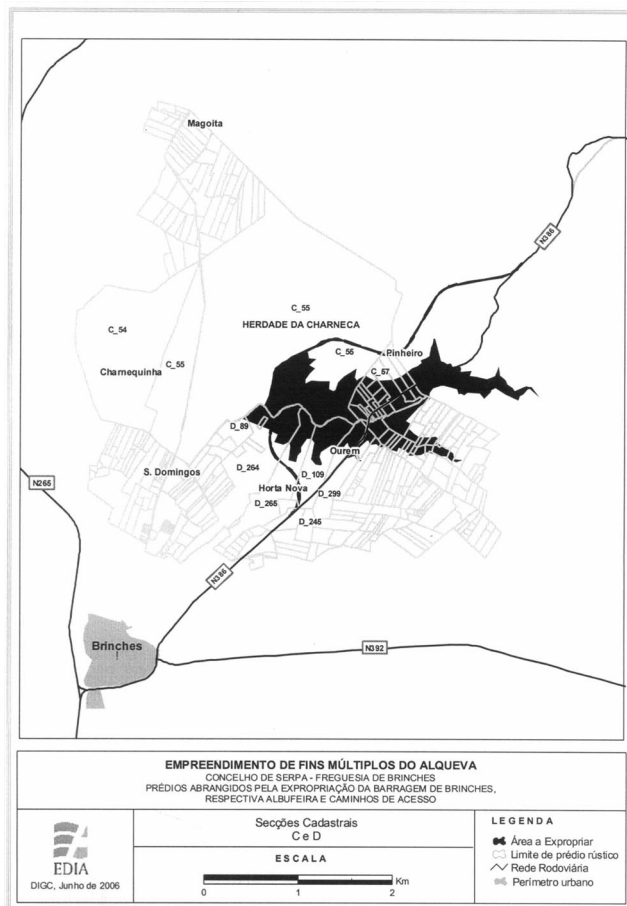 Magoita
N386
C_55
HERDADE DA CHARNECA
C_54
C_55
Charnequinha
C_55
Pinheiro
C_57
D_89
Ourem
S. Domingos
D_264
D_109
Horta Nova
D_299
D_265
D_245
N265
N386
Brinches
N392
EMPREENDIMENTO DE FINS MÚLTIPLOS DO ALQUEVA
CONCELHO DE SERPA - FREGUESIA DE BRINCHES
PRÉDIOS ABRANGIDOS PELA EXPROPRIAÇÃO DA BARRAGEM DE BRINCHES,
RESPECTIVA ALBUFEIRA E CAMINHOS DE ACESSO
EDIA
DIGC, Junho de 2006
Secções Cadastrais
C e D
ESCALA
Km
0 1 2
LEGENDA
Área a Expropriar
Limite de prédio rústico
Rede Rodoviária
Perímetro urbano